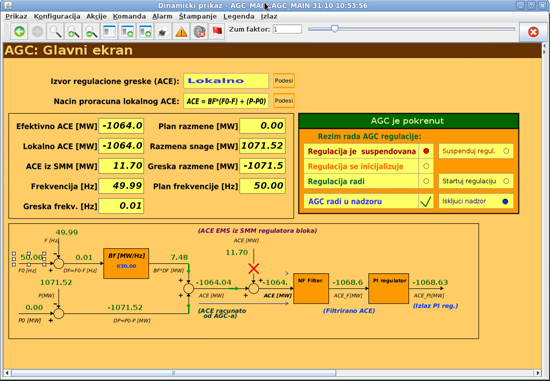 Dinamicki prikaz - AGC_MAIN:AGC MAIN 31/10 10:53:56
Prikaz Konfiguracija Akcije Komanda Alarm Štampanje Legenda Izlaz
Zum faktor: 1
AGC: Glavni ekran
Izvor regulacione greske (ACE): Lokalno Podesi
Nacin proracuna lokalnog ACE: ACE = BF*(F0-F) + (P-P0) Podesi
Efektivno ACE [MW] -1064.0 Plan razmene [MW] 0.00
Lokalno ACE [MW] -1064.0 Razmena snage [MW] 1071.52
ACE iz SMM [MW] 11.70 Greska razmene [MW] -1071.5
Frekvencija [Hz] 49.99 Plan frekvencije [Hz] 50.00
Greska frekv. [Hz] 0.01
AGC je pokrenut
Rezim rada AGC regulacije:
Regulacija je suspendovana Suspenduj regul.
Regulacija se inicijalizuje
Regulacija radi Startuj regulaciju
AGC radi u nadzoru Iskljuci nadzor
(ACE EMS iz SMM regulatora bloka)
49.99
F [Hz]
ACE [MW]
50.00 0.01 Bf [MW/Hz] 7.48 11.70
F0 [Hz] DF=F0-F [Hz] 630.00 BF*DF [MW]
1071.52 -1064.04 -1064. NF Filter -1068.6 PI regulator -1068.63
P[MW] ACE [MW] ACE [MW] ACE_F[MW] ACE_PI[MW]
0.00 -1071.52 (ACE racunato od AGC-a) (Filtrirano ACE) (Izlaz PI reg.)
P0 [MW] DP=P0-P [MW]